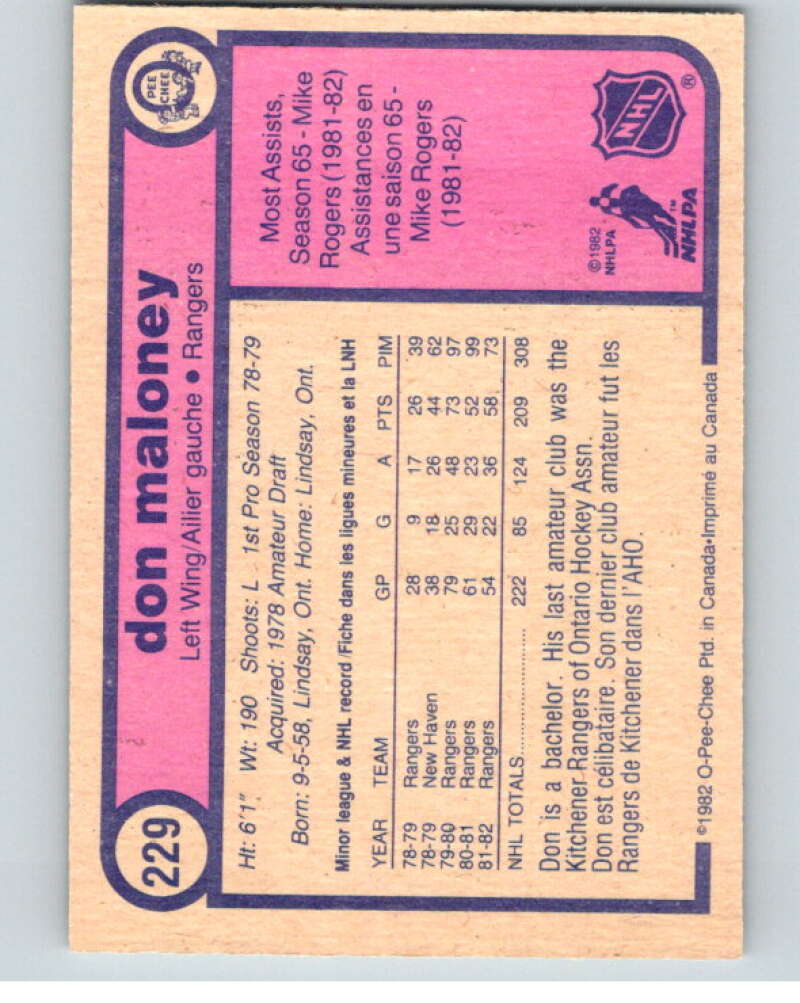 229
don maloney
Left Wing/Ailier gauche • Rangers
O
PEE
CHEE
Ht: 6'1" Wt: 190 Shoots: L 1st Pro Season 78-79
Acquired: 1978 Amateur Draft
Born: 9-5-58, Lindsay, Ont. Home: Lindsay, Ont.
Minor league & NHL record/Fiche dans les ligues mineures et la LNH
YEAR TEAM GP G A PTS PIM
78-79 Rangers 28 9 17 26 39
78-79 New Haven 38 18 26 44 62
79-80 Rangers 79 25 48 73 97
80-81 Rangers 61 29 23 52 99
81-82 Rangers 54 22 36 58 73
NHL TOTALS................ 222 85 124 209 308
Don is a bachelor. His last amateur club was the
Kitchener Rangers of Ontario Hockey Assn.
Don est célibataire. Son dernier club amateur fut les
Rangers de Kitchener dans l'AHO.
Most Assists,
Season 65 - Mike
Rogers (1981-82)
Assistances en
une saison 65 -
Mike Rogers
(1981-82)
©1982
NHLPA
NHLPA
TM
NHL
®
©1982 O-Pee-Chee Ptd. in Canada•Imprimé au Canada